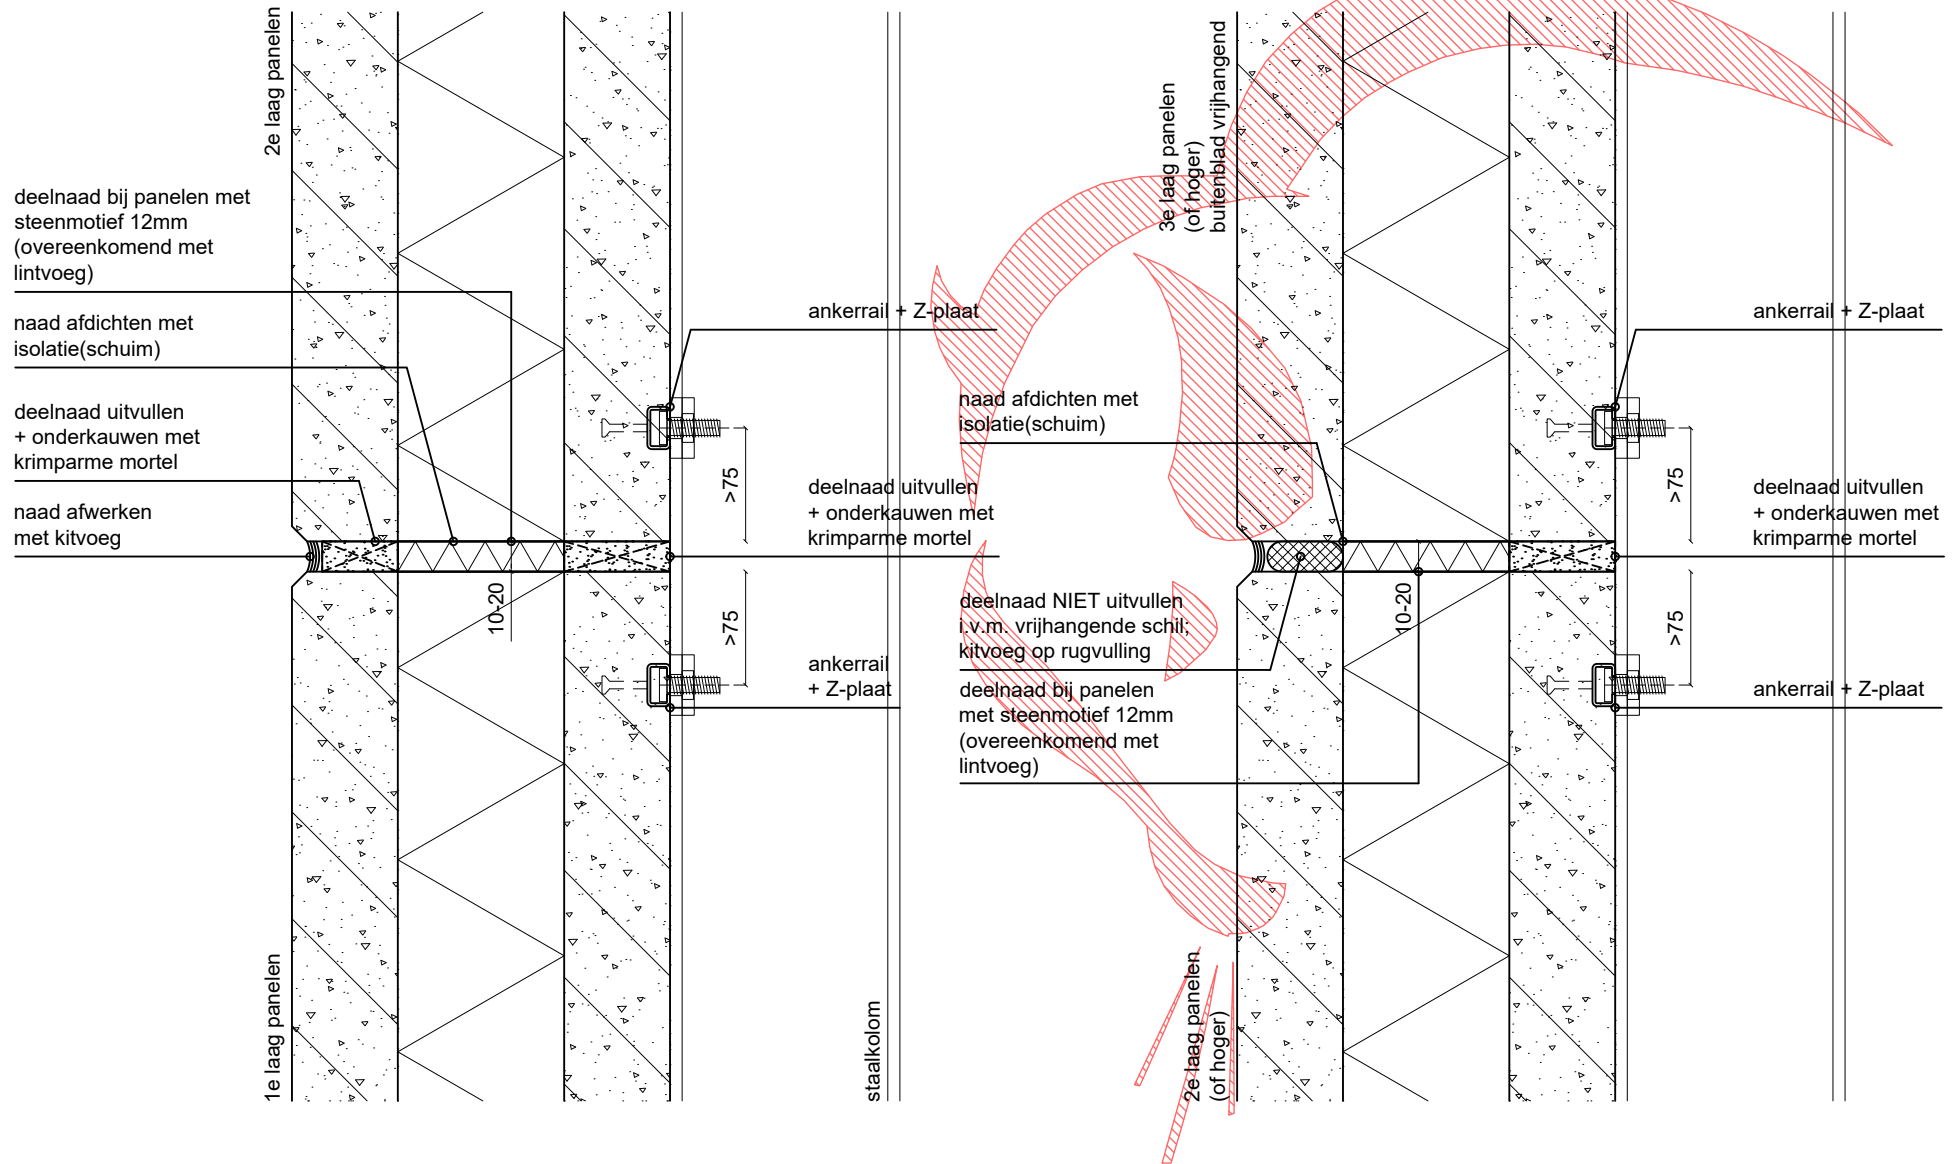 2e laag panelen
deelnaad bij panelen met
steenmotief 12mm
(overeenkomend met
lintvoeg)
naad afdichten met
isolatie(schuim)
deelnaad uitvullen
+ onderkauwen met
krimparme mortel
naad afwerken
met kitvoeg
1e laag panelen
10-20
ankerrail + Z-plaat
>75
deelnaad uitvullen
+ onderkauwen met
krimparme mortel
>75
ankerrail
+ Z-plaat
staalkolom
3e laag panelen
(of hoger)
buitenblad vrijhangend
naad afdichten met
isolatie(schuim)
deelnaad NIET uitvullen
i.v.m. vrijhangende schil;
kitvoeg op rugvulling
deelnaad bij panelen
met steenmotief 12mm
(overeenkomend met
lintvoeg)
2e laag panelen
(of hoger)
10-20
ankerrail + Z-plaat
>75
deelnaad uitvullen
+ onderkauwen met
krimparme mortel
>75
ankerrail + Z-plaat